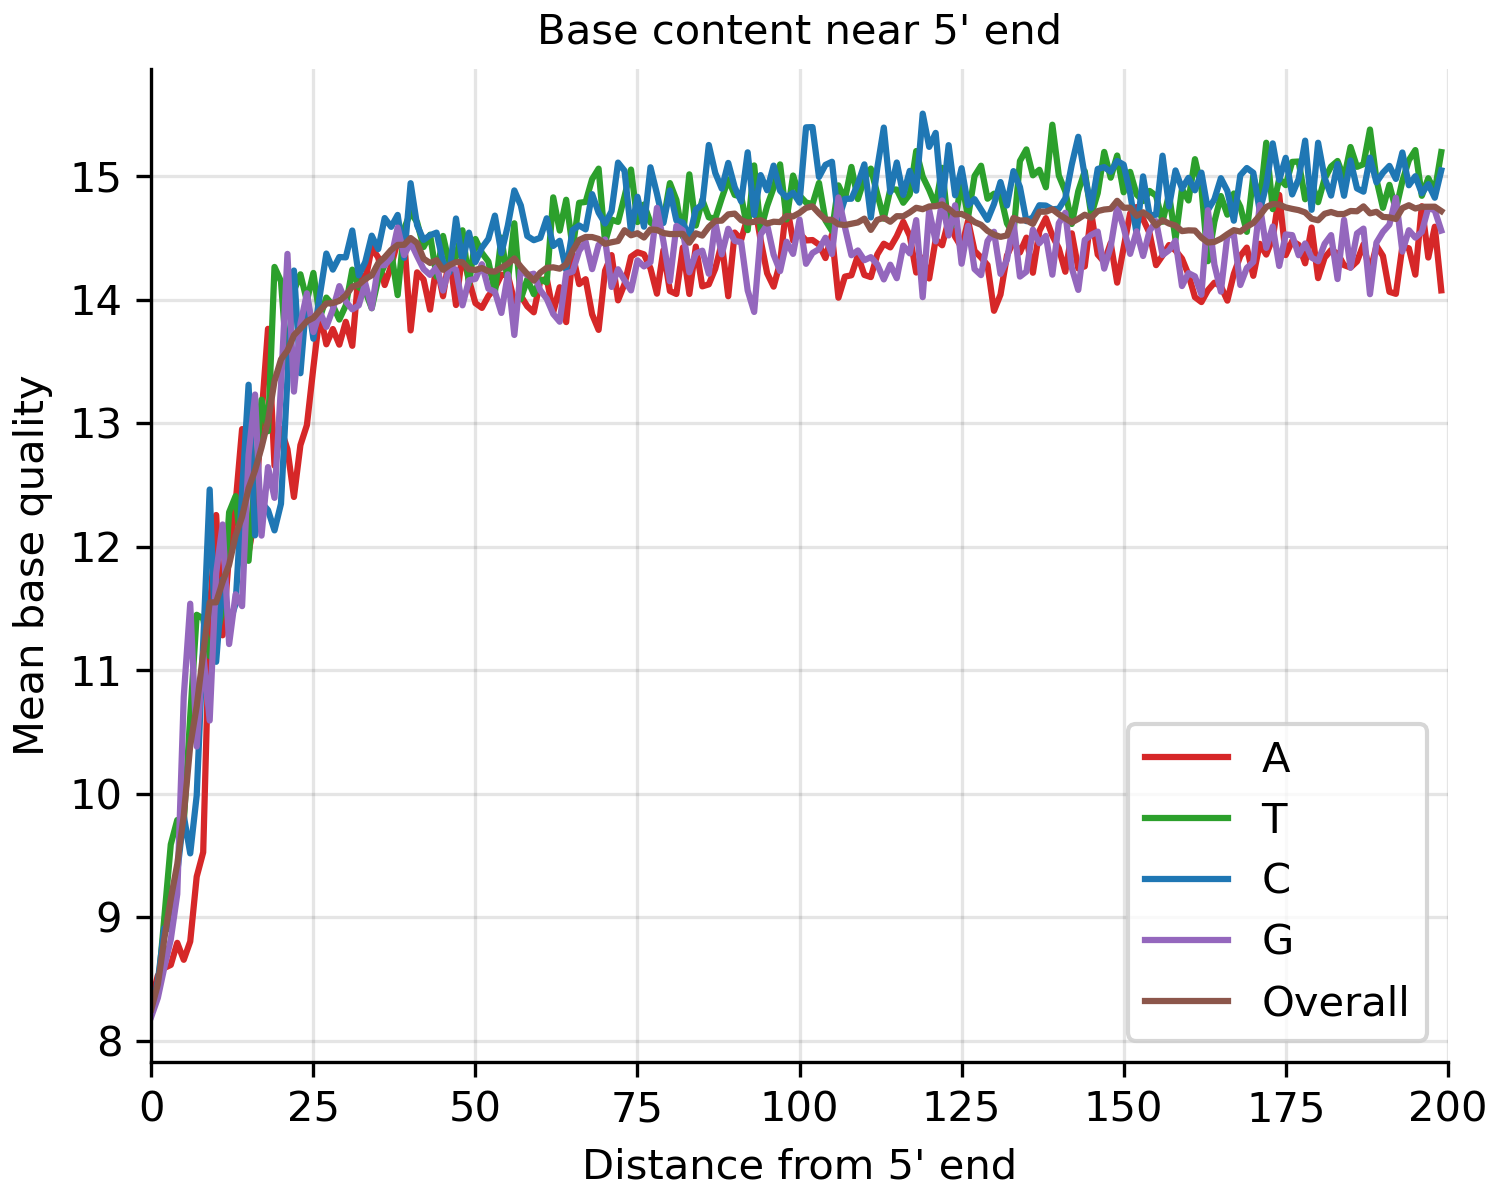 Base content near 5' end
Mean base quality
15
14
13
12
11
10
9
8
0 25 50 75 100 125 150 175 200
Distance from 5' end
A
T
C
G
Overall